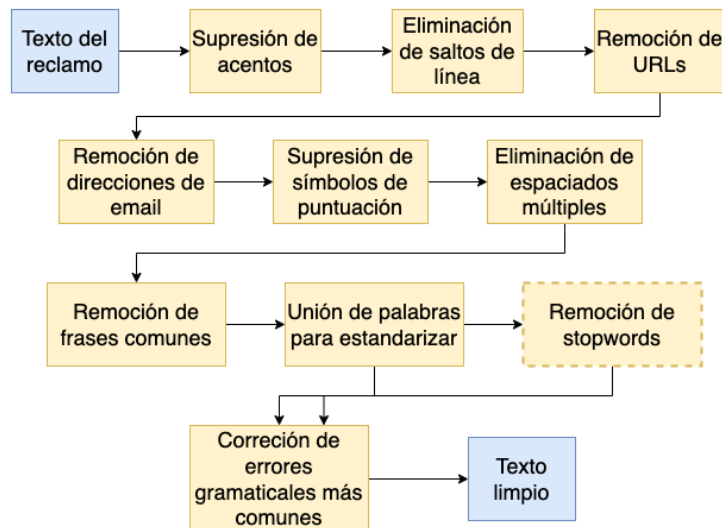 Texto del
reclamo
Supresión de
acentos
Eliminación
de saltos de
línea
Remoción de
URLs
Remoción de
direcciones de
email
Supresión de
símbolos de
puntuación
Eliminación de
espaciados
múltiples
Remoción de
frases comunes
Unión de palabras
para estandarizar
Remoción de
stopwords
Correción de
errores
gramaticales más
comunes
Texto
limpio